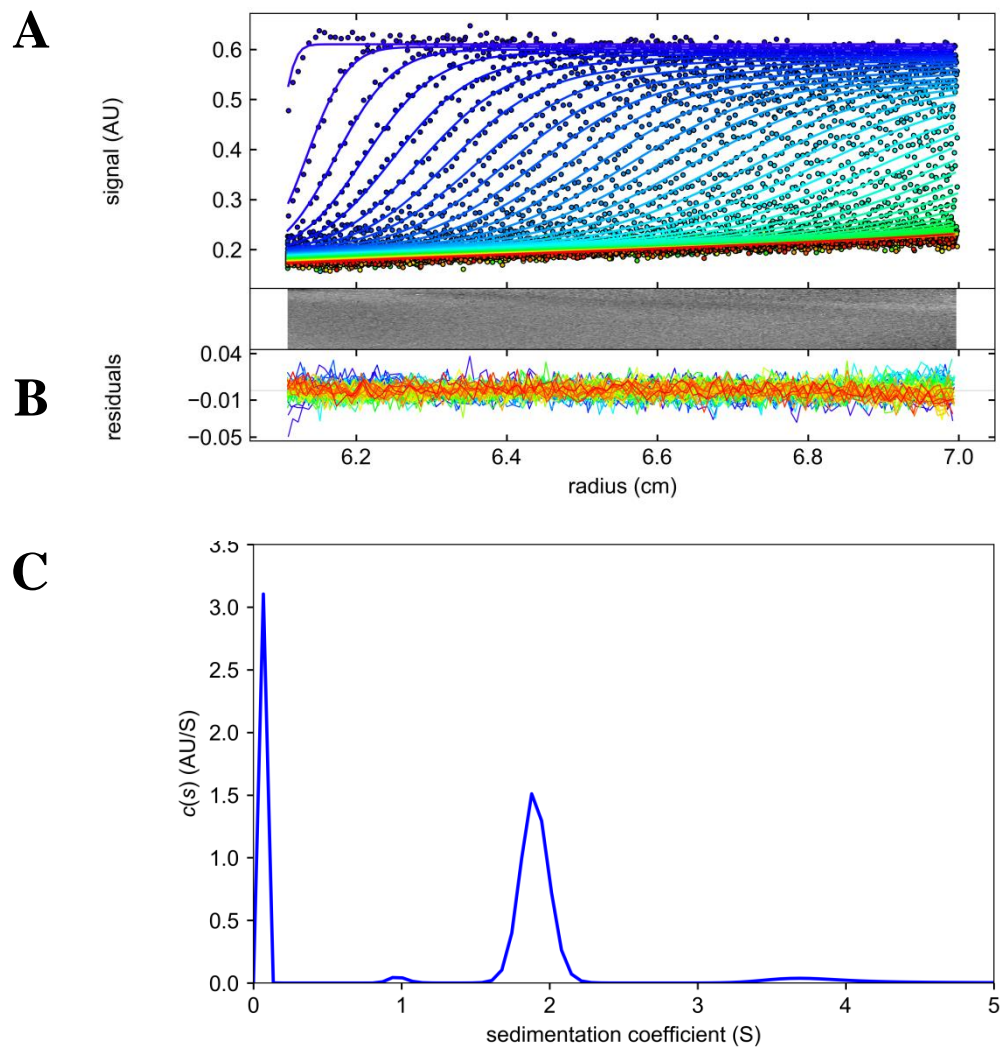 A
0.6
0.5
0.4
0.3
0.2
signal (AU)
B
0.04
−0.01
−0.05
residuals
6.2 6.4 6.6 6.8 7.0
radius (cm)
C
3.5
3.0
2.5
2.0
1.5
1.0
0.5
0.0
c(s) (AU/S)
0 1 2 3 4 5
sedimentation coefficient (S)